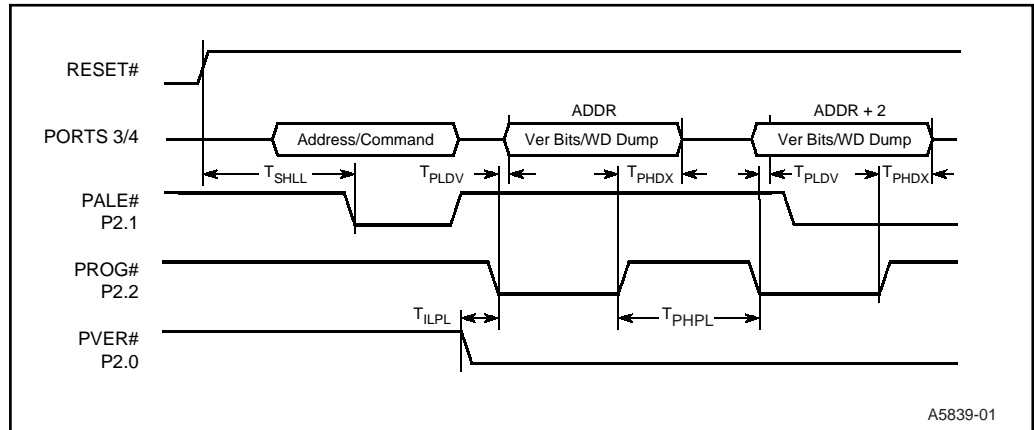 RESET#
ADDR
ADDR + 2
PORTS 3/4
Address/Command
Ver Bits/WD Dump
Ver Bits/WD Dump
TSHLL
TPLDV
TPHDX
TPLDV
TPHDX
PALE#
P2.1
PROG#
P2.2
TILPL
TPHPL
PVER#
P2.0
A5839-01